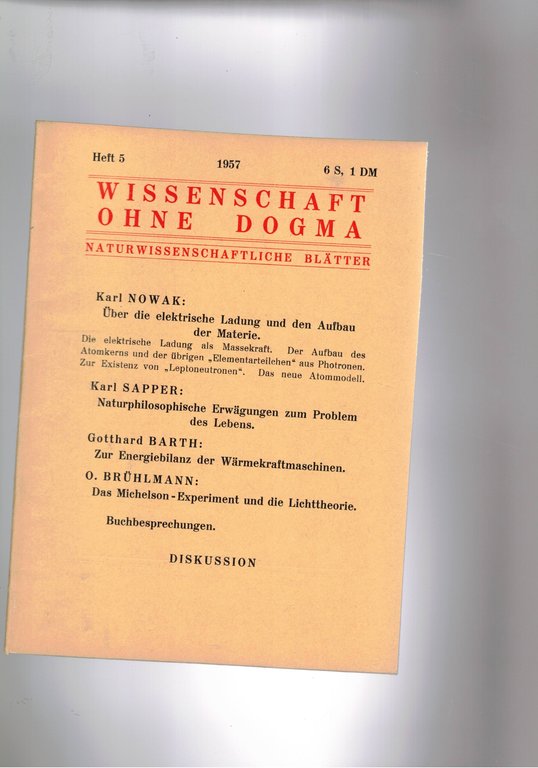 Heft 5 1957 6 S, 1 DM
WISSENSCHAFT
OHNE DOGMA
NATURWISSENSCHAFTLICHE BLÄTTER
Karl NOWAK:
Über die elektrische Ladung und den Aufbau
der Materie.
Die elektrische Ladung als Massekraft. Der Aufbau des
Atomkerns und der übrigen „Elementarteilchen" aus Photronen.
Zur Existenz von „Leptoneutronen". Das neue Atommodell.
Karl SAPPER:
Naturphilosophische Erwägungen zum Problem
des Lebens.
Gotthard BARTH:
Zur Energiebilanz der Wärmekraftmaschinen.
O. BRÜHLMANN:
Das Michelson-Experiment und die Lichttheorie.
Buchbesprechungen.
DISKUSSION